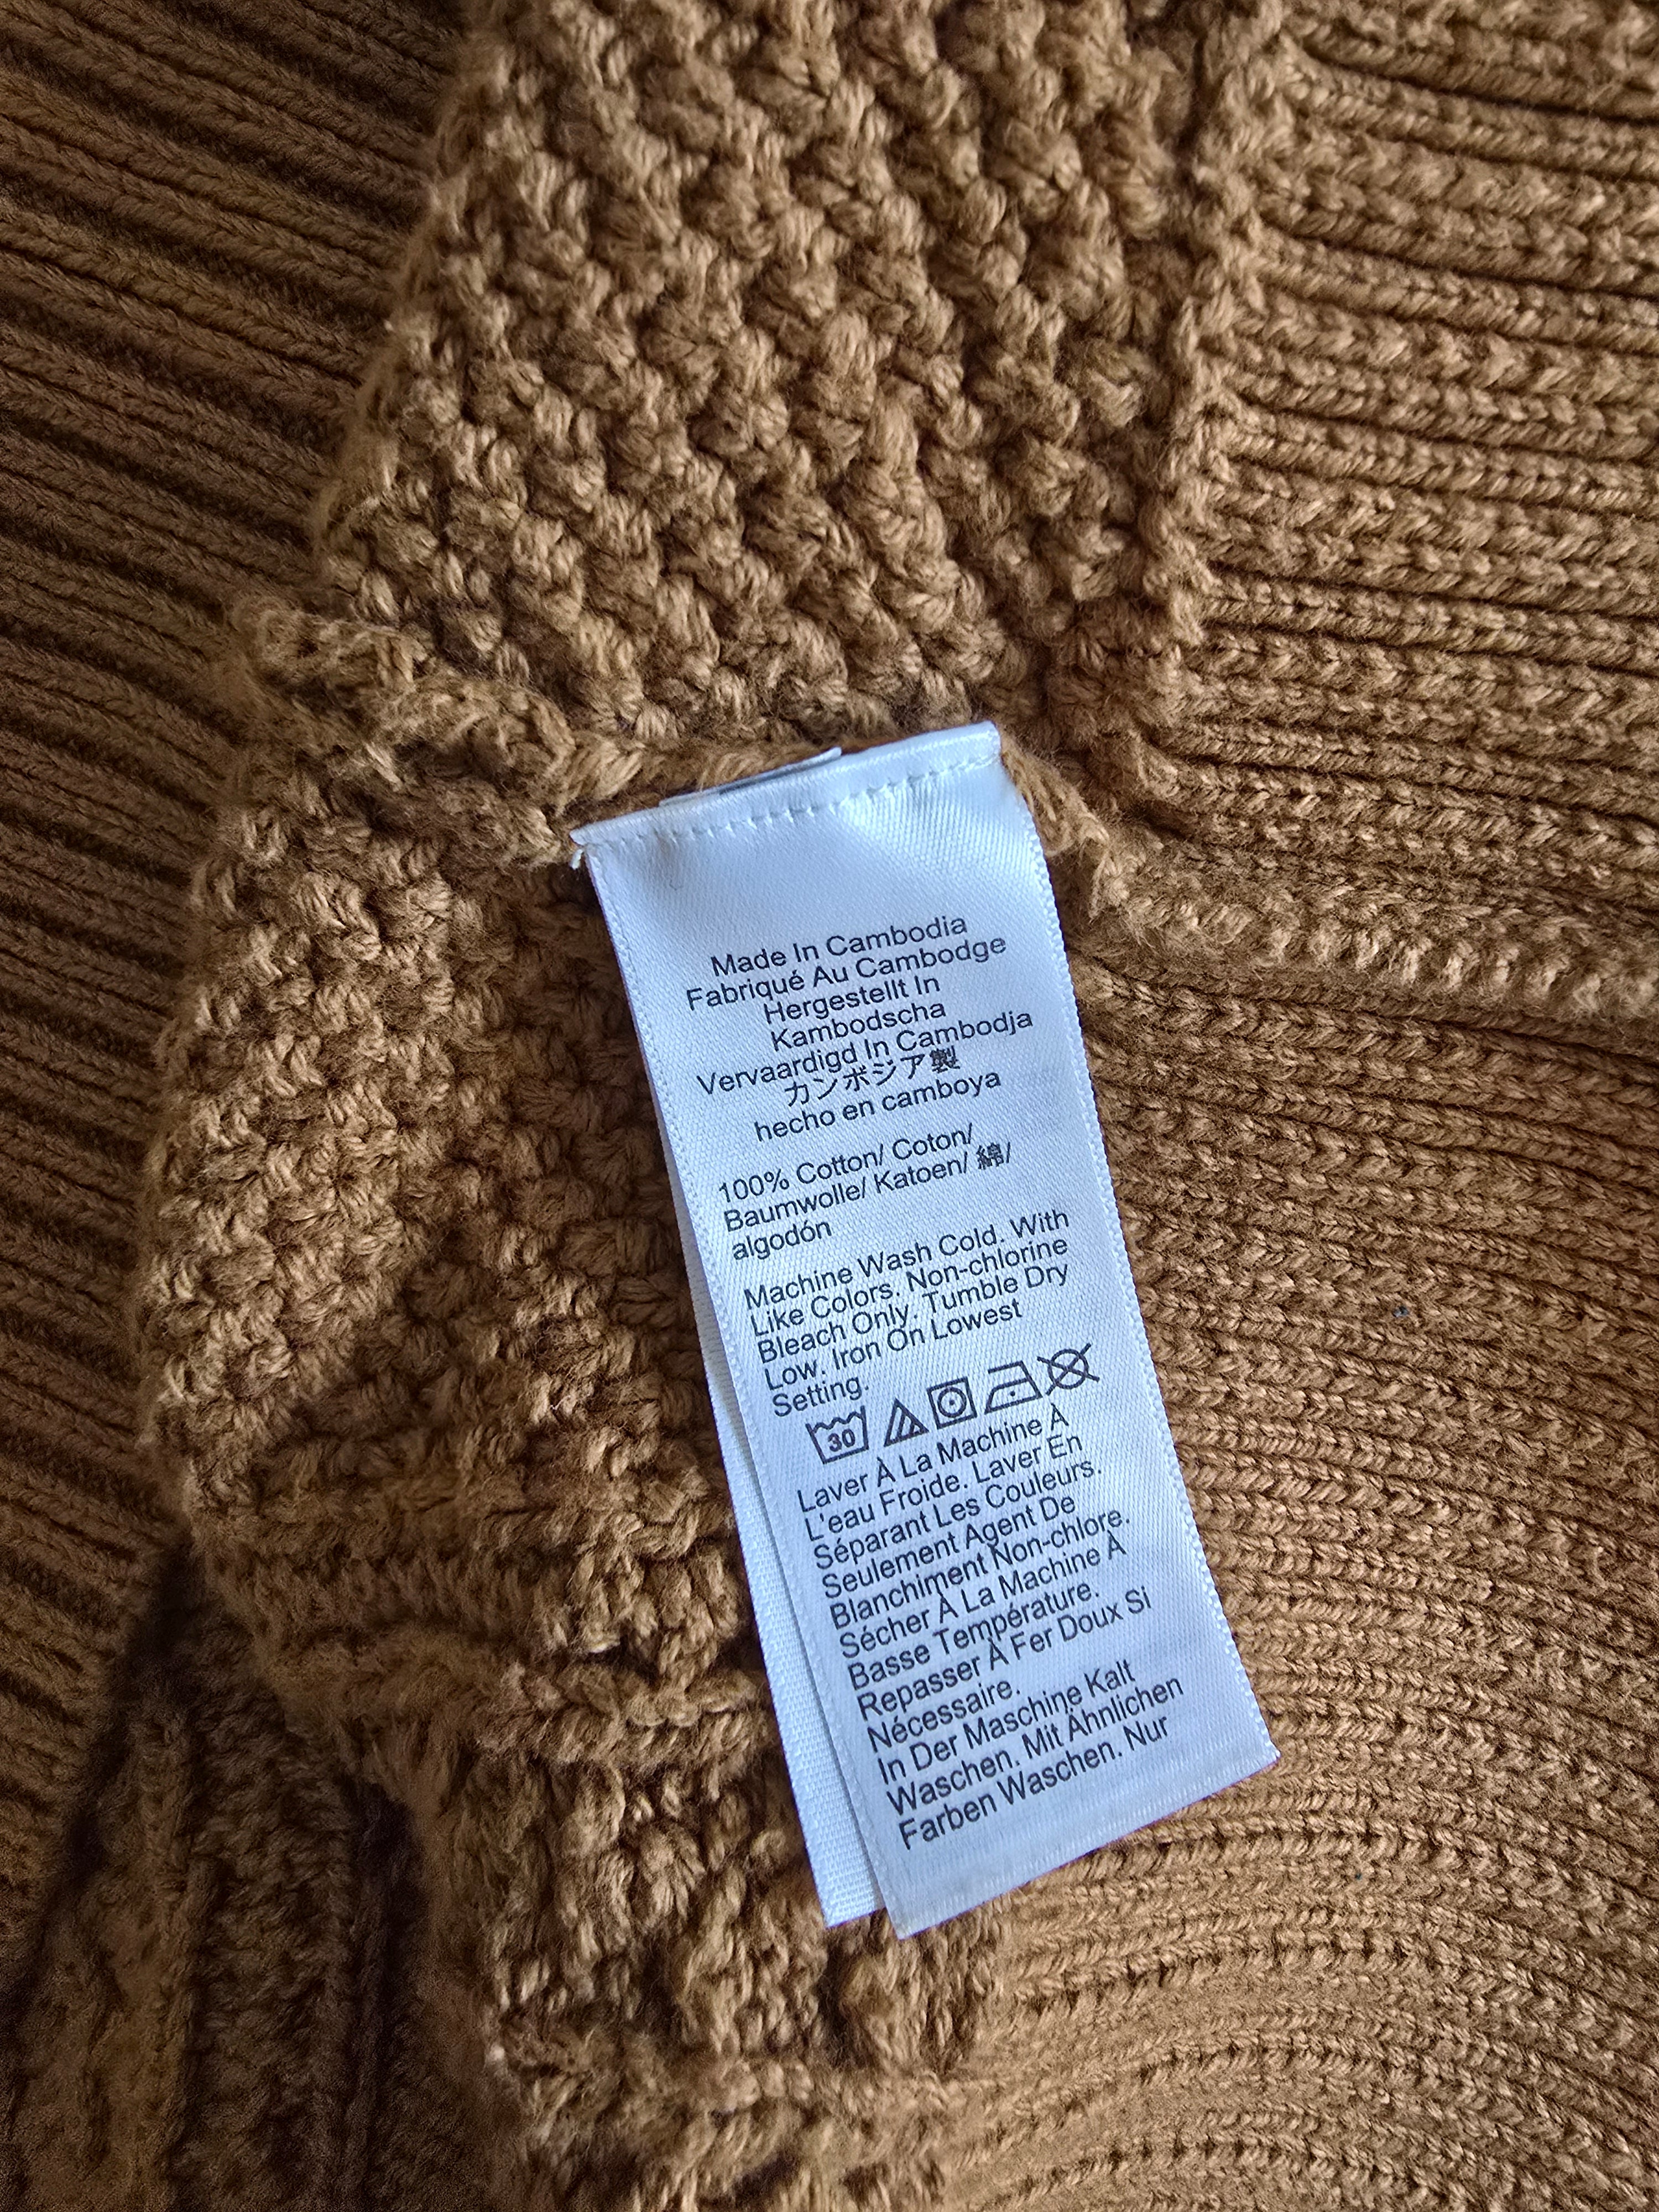 Made In Cambodia
Fabriqué Au Cambodge
Hergestellt In
Kambodscha
Vervaardigd In Cambodja
カンボジア製
hecho en camboya
100% Cotton/ Coton/
Baumwolle/ Katoen/ 綿/
algodón
Machine Wash Cold. With
Like Colors. Non-chlorine
Bleach Only. Tumble Dry
Low. Iron On Lowest
Setting.
30
Laver À La Machine À
L'eau Froide. Laver En
Séparant Les Couleurs.
Seulement Agent De
Blanchiment Non-chlore.
Sécher À La Machine À
Basse Température.
Repasser À Fer Doux Si
Nécessaire.
In Der Maschine Kalt
Waschen. Mit Ähnlichen
Farben Waschen. Nur